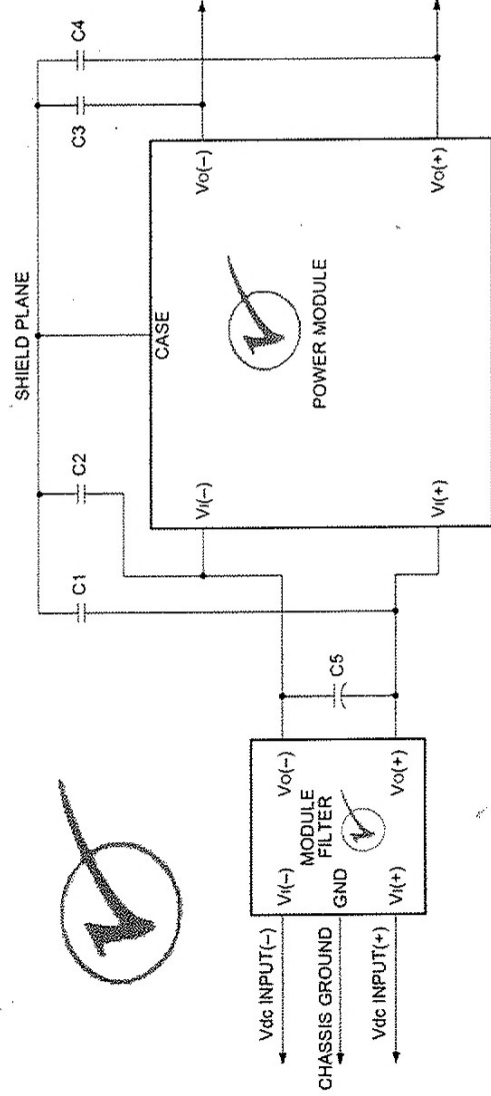 SHIELD PLANE
C1
C2
C3
C4
CASE
VI(−)
VO(−)
POWER MODULE
VI(+)
VO(+)
C5
Vdc INPUT(−)
VI(−)
VO(−)
CHASSIS GROUND
GND
MODULE
FILTER
Vdc INPUT(+)
VI(+)
VO(+)